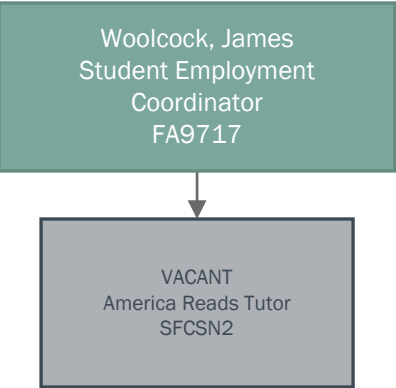 Woolcock, James
Student Employment
Coordinator
FA9717
VACANT
America Reads Tutor
SFCSN2